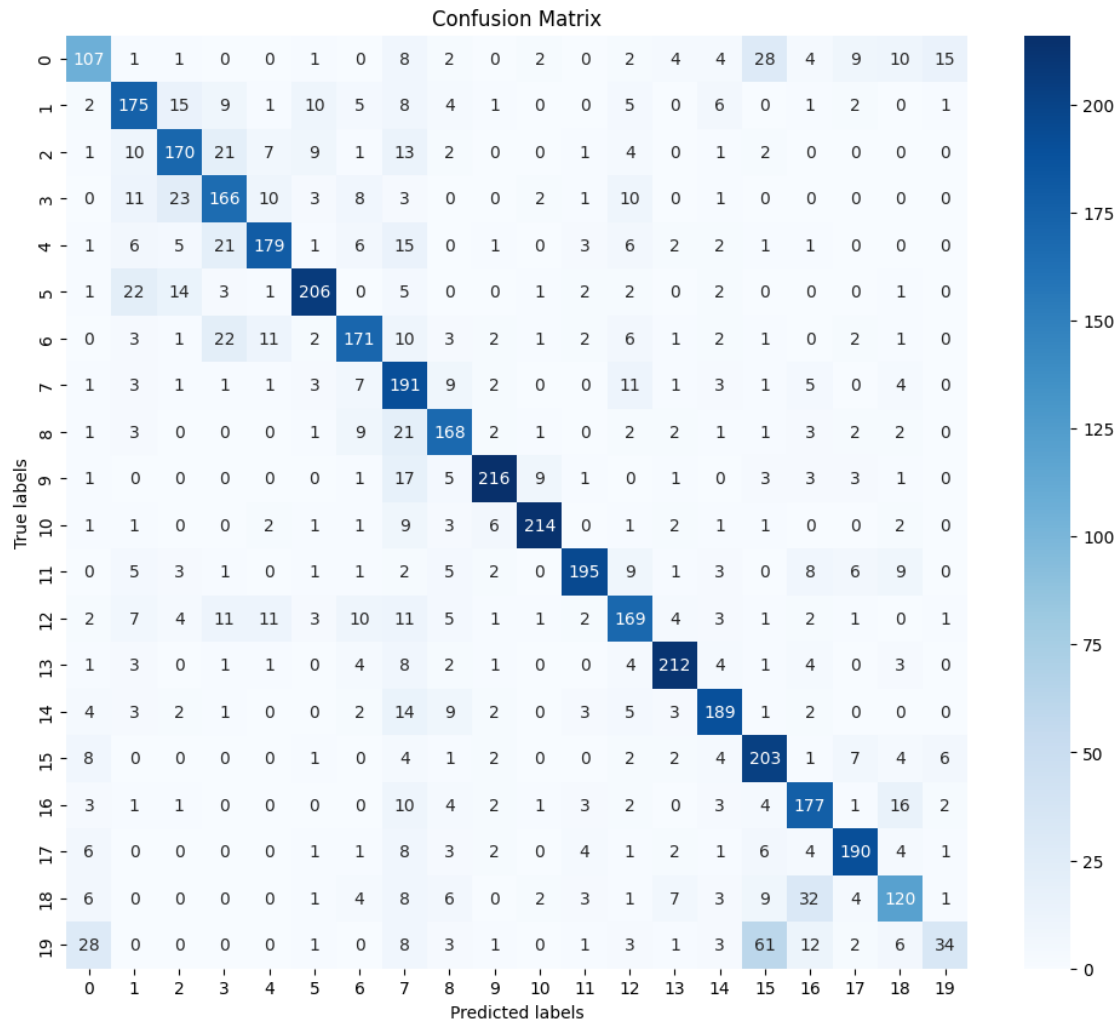 Confusion Matrix
True labels
0 107 1 1 0 0 1 0 8 2 0 2 0 2 4 4 28 4 9 10 15
1 2 175 15 9 1 10 5 8 4 1 0 0 5 0 6 0 1 2 0 1
2 1 10 170 21 7 9 1 13 2 0 0 1 4 0 1 2 0 0 0 0
3 0 11 23 166 10 3 8 3 0 0 2 1 10 0 1 0 0 0 0 0
4 1 6 5 21 179 1 6 15 0 1 0 3 6 2 2 1 1 0 0 0
5 1 22 14 3 1 206 0 5 0 0 1 2 2 0 2 0 0 0 1 0
6 0 3 1 22 11 2 171 10 3 2 1 2 6 1 2 1 0 2 1 0
7 1 3 1 1 1 3 7 191 9 2 0 0 11 1 3 1 5 0 4 0
8 1 3 0 0 0 1 9 21 168 2 1 0 2 2 1 1 3 2 2 0
9 1 0 0 0 0 0 1 17 5 216 9 1 0 1 0 3 3 3 1 0
10 1 1 0 0 2 1 1 9 3 6 214 0 1 2 1 1 0 0 2 0
11 0 5 3 1 0 1 1 2 5 2 0 195 9 1 3 0 8 6 9 0
12 2 7 4 11 11 3 10 11 5 1 1 2 169 4 3 1 2 1 0 1
13 1 3 0 1 1 0 4 8 2 1 0 0 4 212 4 1 4 0 3 0
14 4 3 2 1 0 0 2 14 9 2 0 3 5 3 189 1 2 0 0 0
15 8 0 0 0 0 1 0 4 1 2 0 0 2 2 4 203 1 7 4 6
16 3 1 1 0 0 0 0 10 4 2 1 3 2 0 3 4 177 1 16 2
17 6 0 0 0 0 1 1 8 3 2 0 4 1 2 1 6 4 190 4 1
18 6 0 0 0 0 1 4 8 6 0 2 3 1 7 3 9 32 4 120 1
19 28 0 0 0 0 1 0 8 3 1 0 1 3 1 3 61 12 2 6 34
0 1 2 3 4 5 6 7 8 9 10 11 12 13 14 15 16 17 18 19
Predicted labels
200
175
150
125
100
75
50
25
0